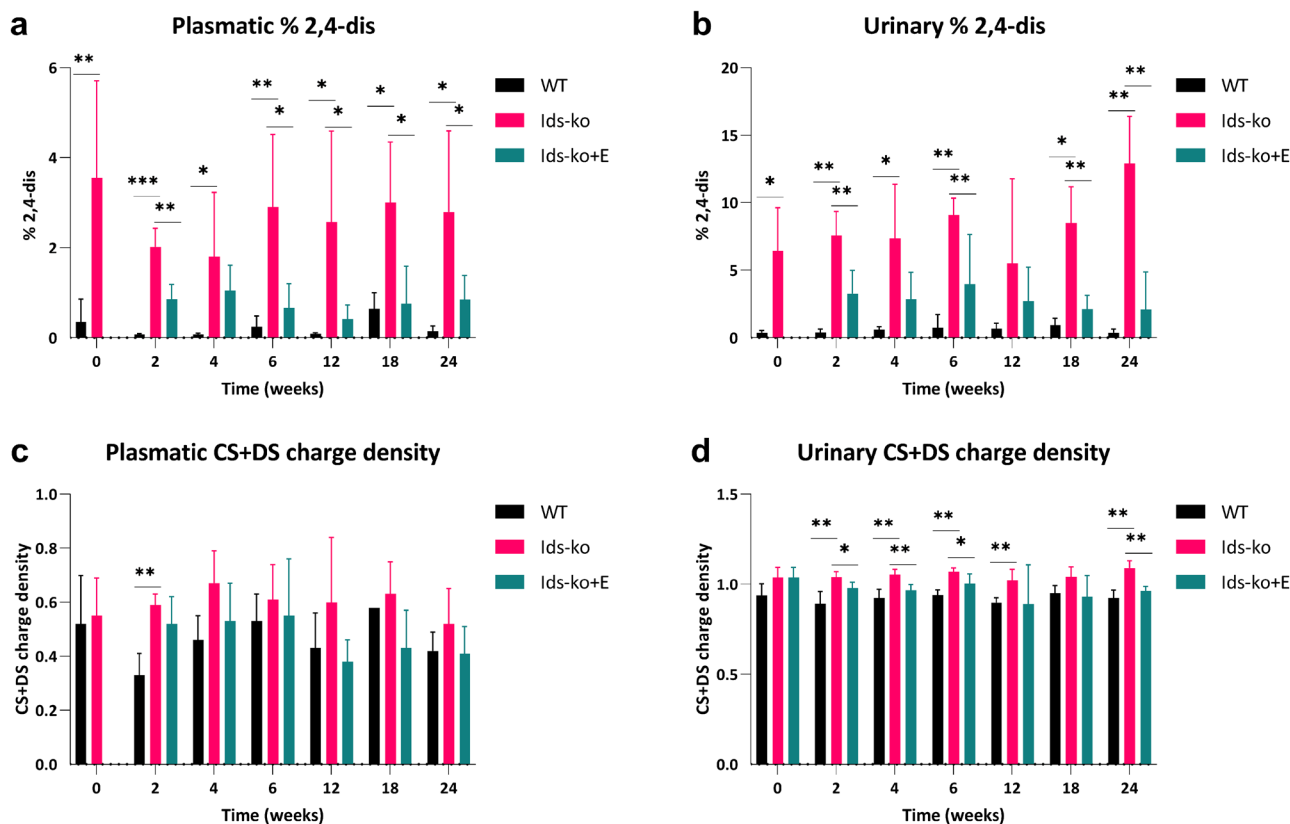 a
Plasmatic % 2,4-dis
6
4
2
0
% 2,4-dis
**
***
**
*
**
*
*
*
*
*
*
*
0 2 4 6 12 18 24
Time (weeks)
WT
Ids-ko
Ids-ko+E
b
Urinary % 2,4-dis
20
15
10
5
0
% 2,4-dis
*
**
**
*
**
**
*
**
**
**
0 2 4 6 12 18 24
Time (weeks)
WT
Ids-ko
Ids-ko+E
c
Plasmatic CS+DS charge density
1.0
0.8
0.6
0.4
0.2
0.0
CS+DS charge density
**
0 2 4 6 12 18 24
Time (weeks)
WT
Ids-ko
Ids-ko+E
d
Urinary CS+DS charge density
1.5
1.0
0.5
0.0
CS+DS charge density
**
*
**
**
**
*
**
**
**
0 2 4 6 12 18 24
Time (weeks)
WT
Ids-ko
Ids-ko+E